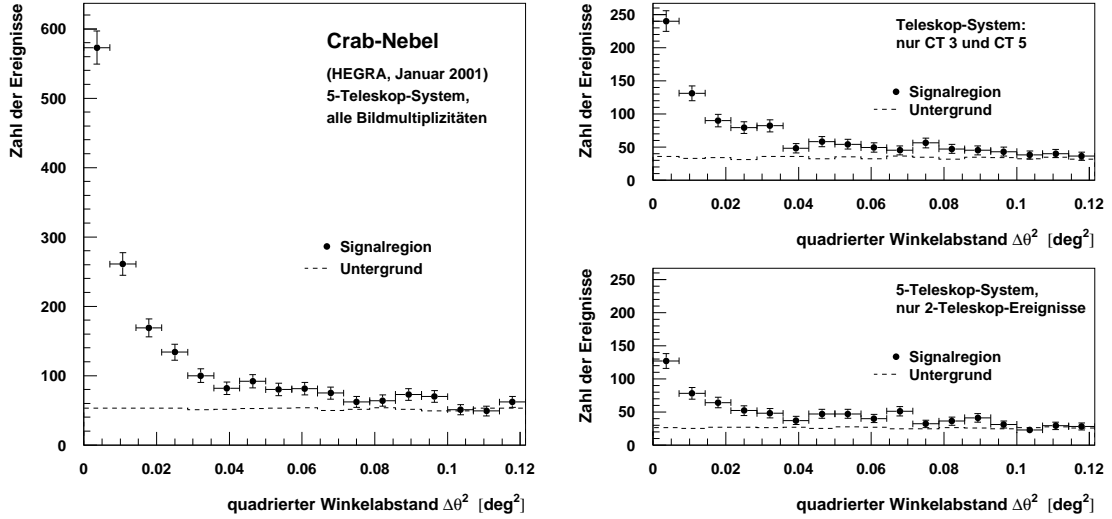 Zahl der Ereignisse
600
500
400
300
200
100
0
Crab-Nebel
(HEGRA, Januar 2001)
5-Teleskop-System,
alle Bildmultiplizitäten
Signalregion
Untergrund
0 0.02 0.04 0.06 0.08 0.1 0.12
quadrierter Winkelabstand Δθ² [deg²]
Zahl der Ereignisse
250
200
150
100
50
0
Teleskop-System:
nur CT 3 und CT 5
Signalregion
Untergrund
0 0.02 0.04 0.06 0.08 0.1 0.12
quadrierter Winkelabstand Δθ² [deg²]
Zahl der Ereignisse
250
200
150
100
50
0
5-Teleskop-System,
nur 2-Teleskop-Ereignisse
Signalregion
Untergrund
0 0.02 0.04 0.06 0.08 0.1 0.12
quadrierter Winkelabstand Δθ² [deg²]